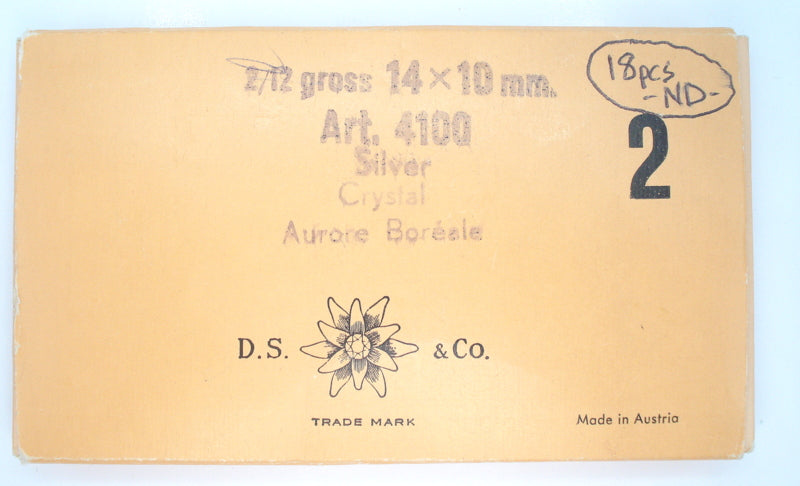 2/12 gross 14 × 10 mm.
Art. 4100
Silver
Crystal
Aurore Boréale
18pcs
-ND-
2
D.S. & Co.
TRADE MARK
Made in Austria